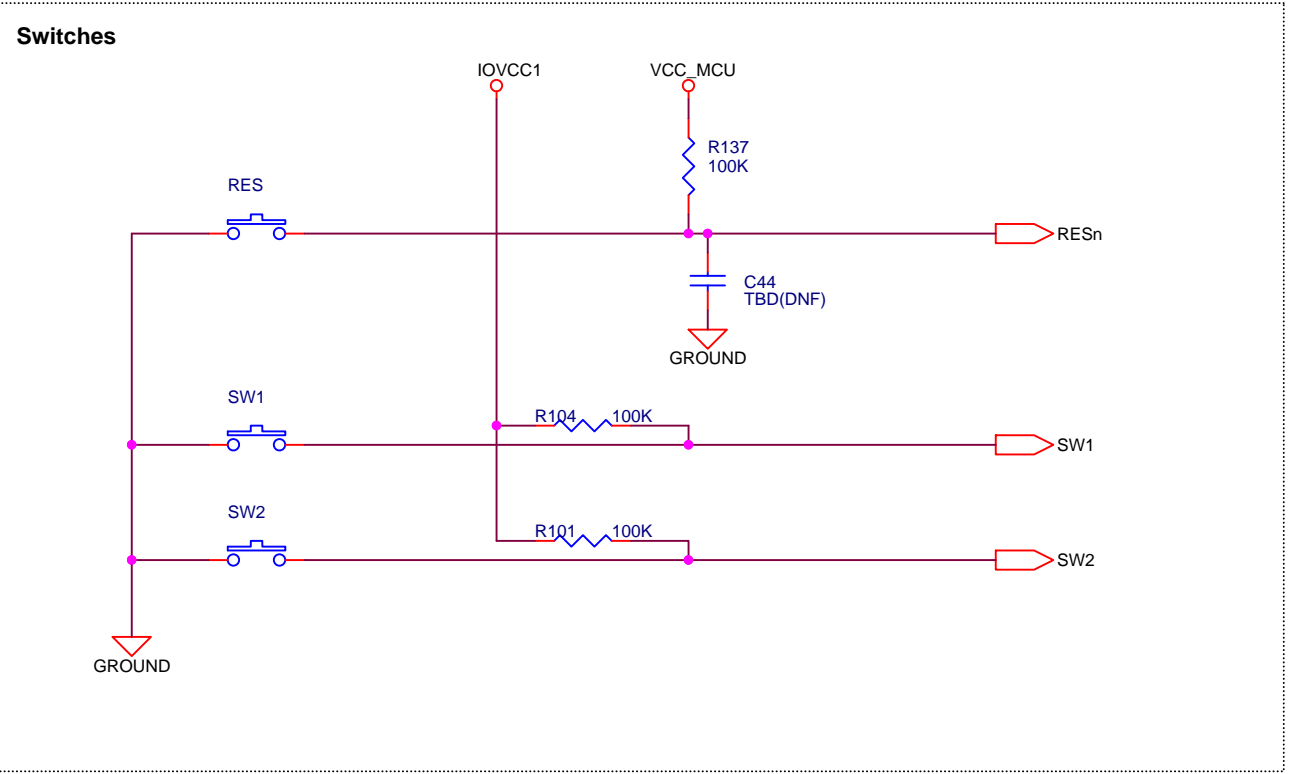 Switches
IOVCC1
VCC_MCU
R137
100K
RES
RESn
C44
TBD(DNF)
GROUND
SW1
R104
100K
SW1
SW2
R101
100K
SW2
GROUND